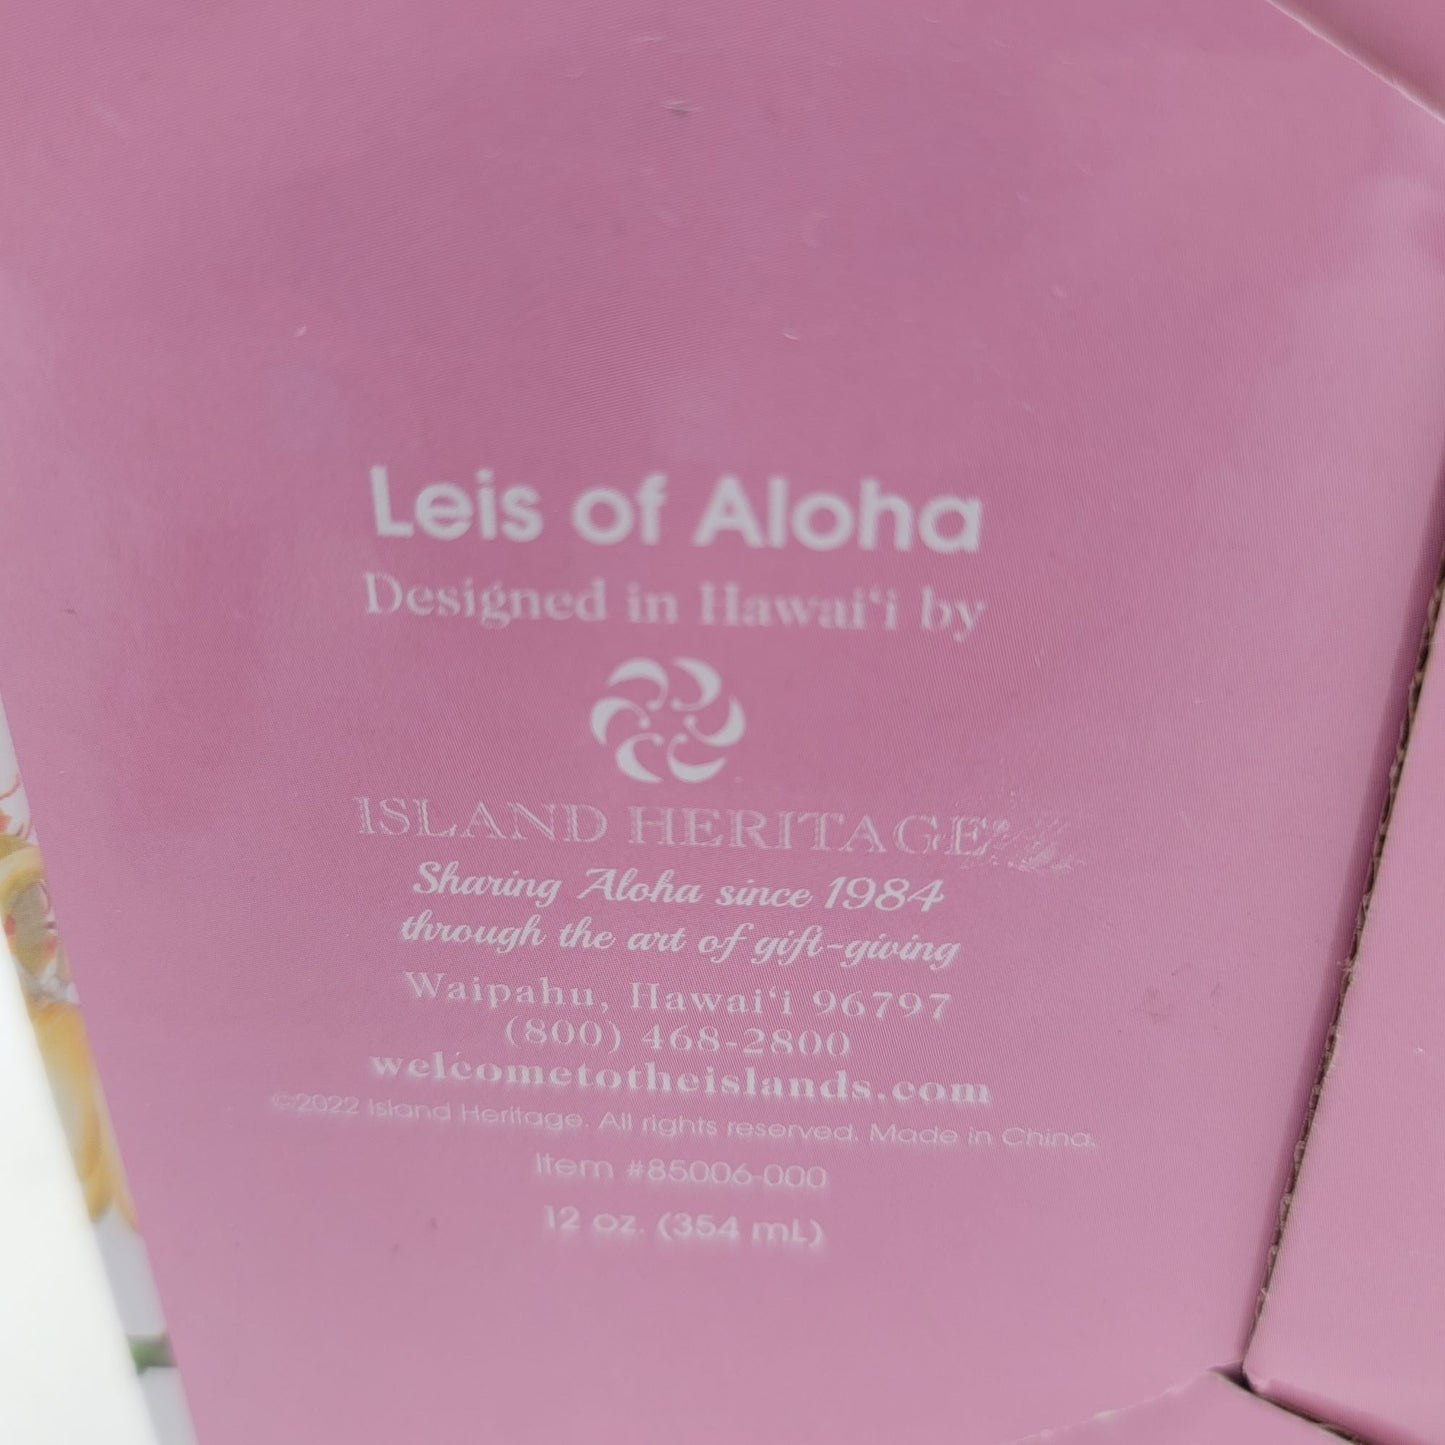 Leis of Aloha
Designed in Hawai‘i by
ISLAND HERITAGE®
Sharing Aloha since 1984
through the art of gift-giving
Waipahu, Hawai‘i 96797
(800) 468-2800
welcometotheislands.com
©2022 Island Heritage. All rights reserved. Made in China.
Item #85006-000
12 oz. (354 mL)